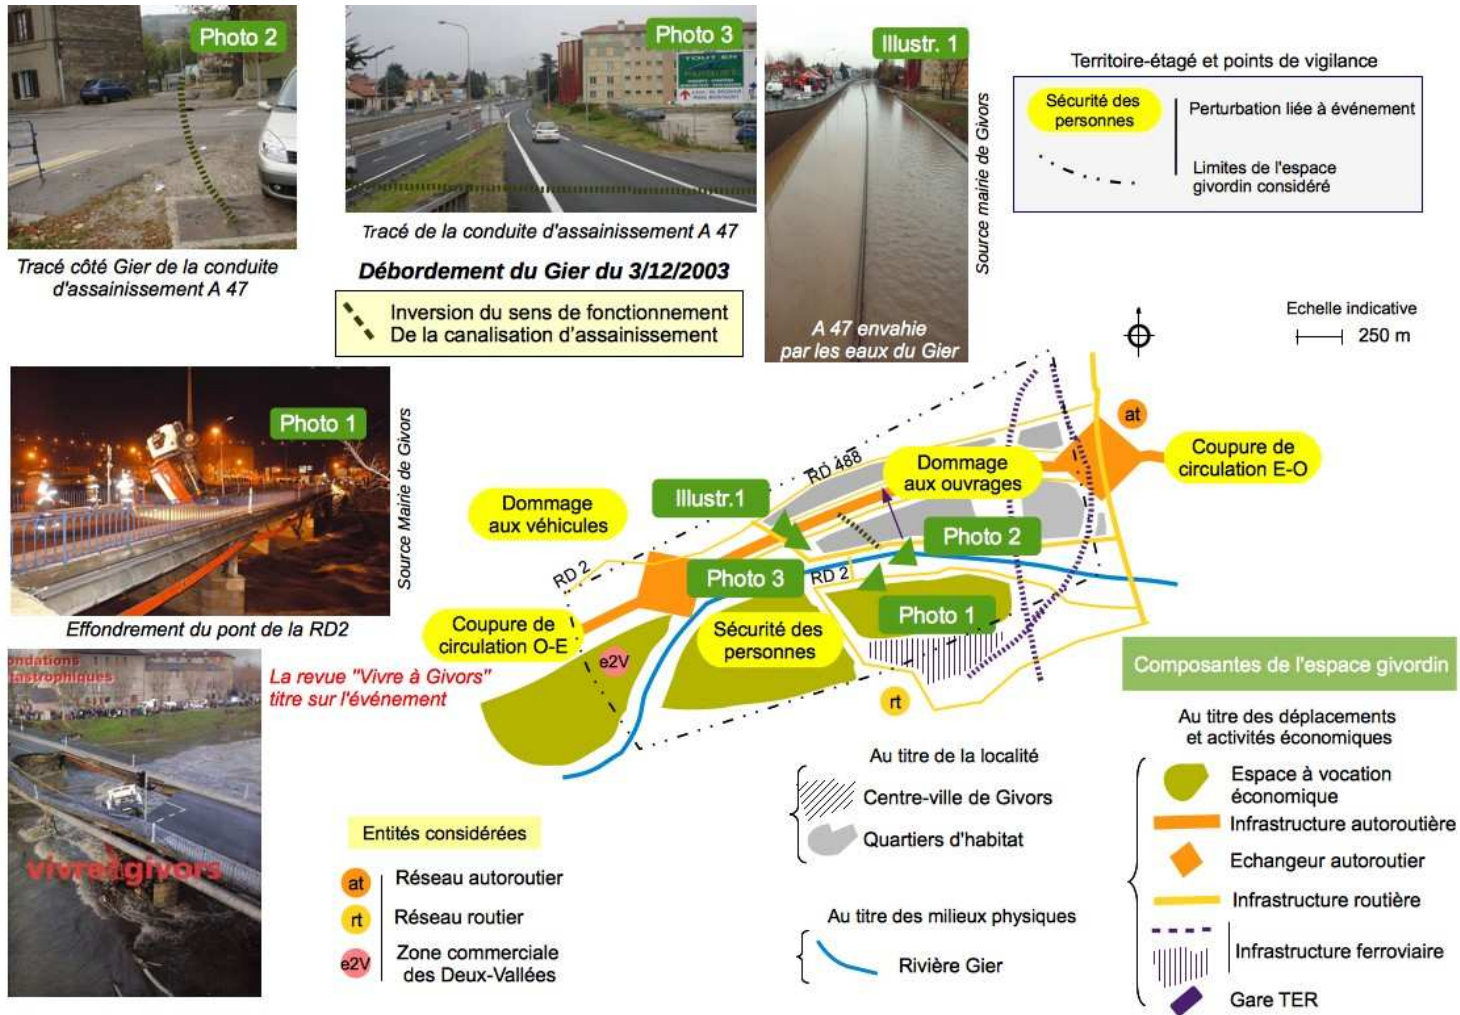 Photo 2
Photo 3
TOUT EN
Illustr. 1
Source mairie de Givors
A 47 envahie
par les eaux du Gier
Tracé côté Gier de la conduite
d'assainissement A 47
Tracé de la conduite d'assainissement A 47
Débordement du Gier du 3/12/2003
Inversion du sens de fonctionnement
De la canalisation d'assainissement
Territoire-étagé et points de vigilance
Sécurité des
personnes
Perturbation liée à événement
Limites de l'espace
givordin considéré
Echelle indicative
250 m
Photo 1
Source Mairie de Givors
Effondrement du pont de la RD2
ondations
astrophiques
vivre à givors
La revue "Vivre à Givors"
titre sur l'événement
at
Coupure de
circulation E-O
RD 488
Dommage
aux ouvrages
Illustr.1
Dommage
aux véhicules
Photo 2
RD 2
Photo 3
RD 2
Photo 1
Coupure de
circulation O-E
Sécurité des
personnes
e2V
rt
Entités considérées
at
Réseau autoroutier
rt
Réseau routier
e2V
Zone commerciale
des Deux-Vallées
Au titre de la localité
Centre-ville de Givors
Quartiers d'habitat
Au titre des milieux physiques
Rivière Gier
Composantes de l'espace givordin
Au titre des déplacements
et activités économiques
Espace à vocation
économique
Infrastructure autoroutière
Echangeur autoroutier
Infrastructure routière
Infrastructure ferroviaire
Gare TER